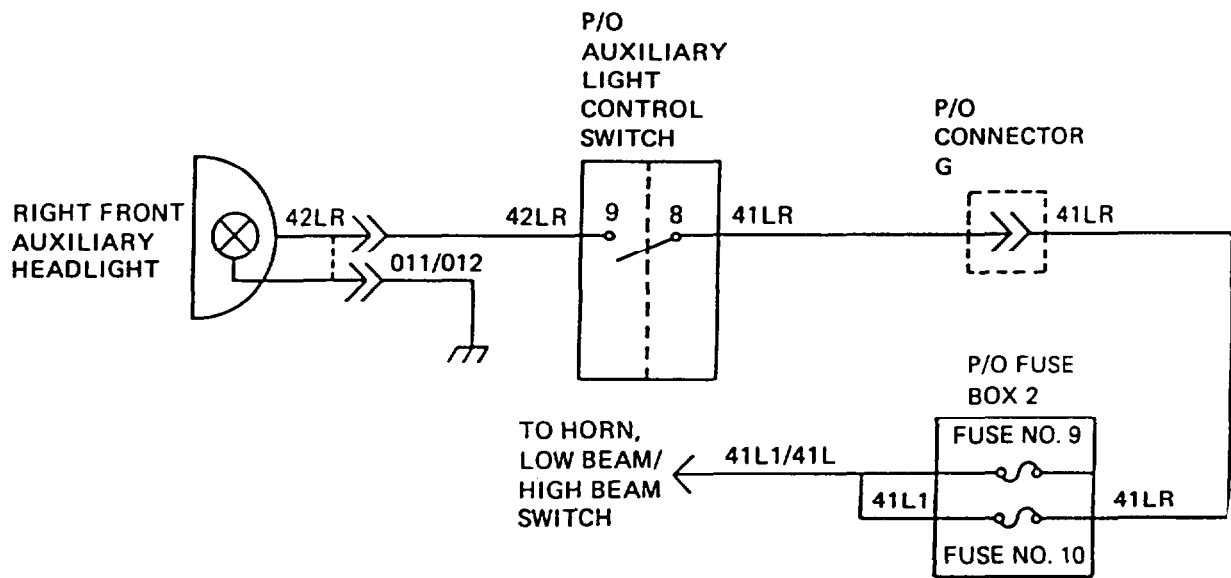 P/O
AUXILIARY
LIGHT
CONTROL
SWITCH
P/O
CONNECTOR
G
RIGHT FRONT
AUXILIARY
HEADLIGHT
42LR
42LR
9
8
41LR
41LR
011/012
P/O FUSE
BOX 2
TO HORN,
LOW BEAM/
HIGH BEAM
SWITCH
41L1/41L
41L1
FUSE NO. 9
41LR
FUSE NO. 10